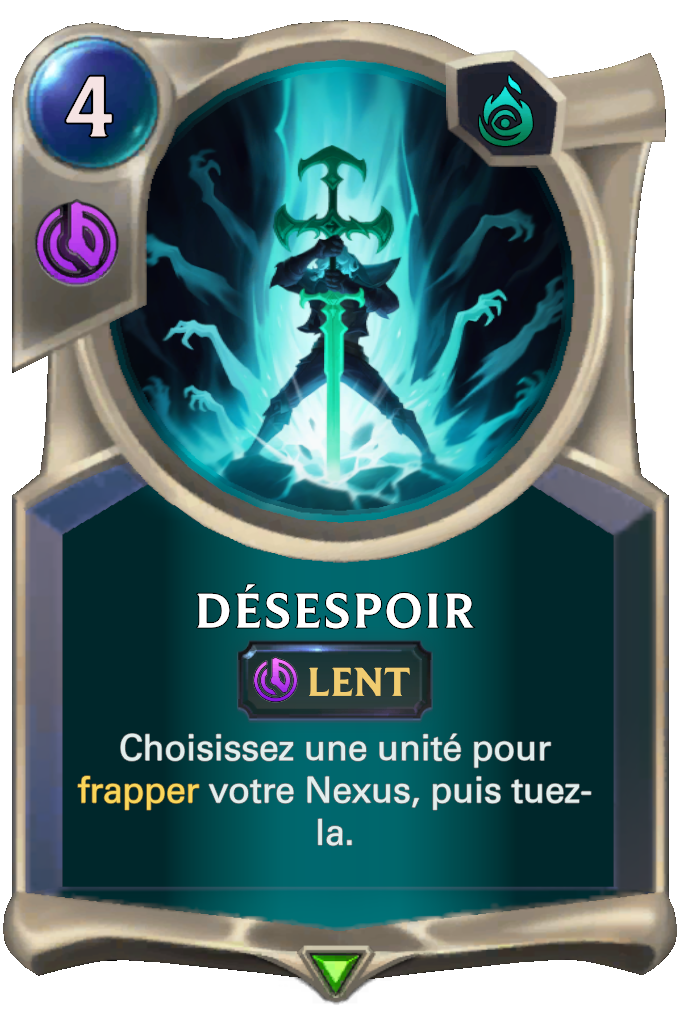 4
DÉSESPOIR
LENT
Choisissez une unité pour
frapper votre Nexus, puis tuez-
la.